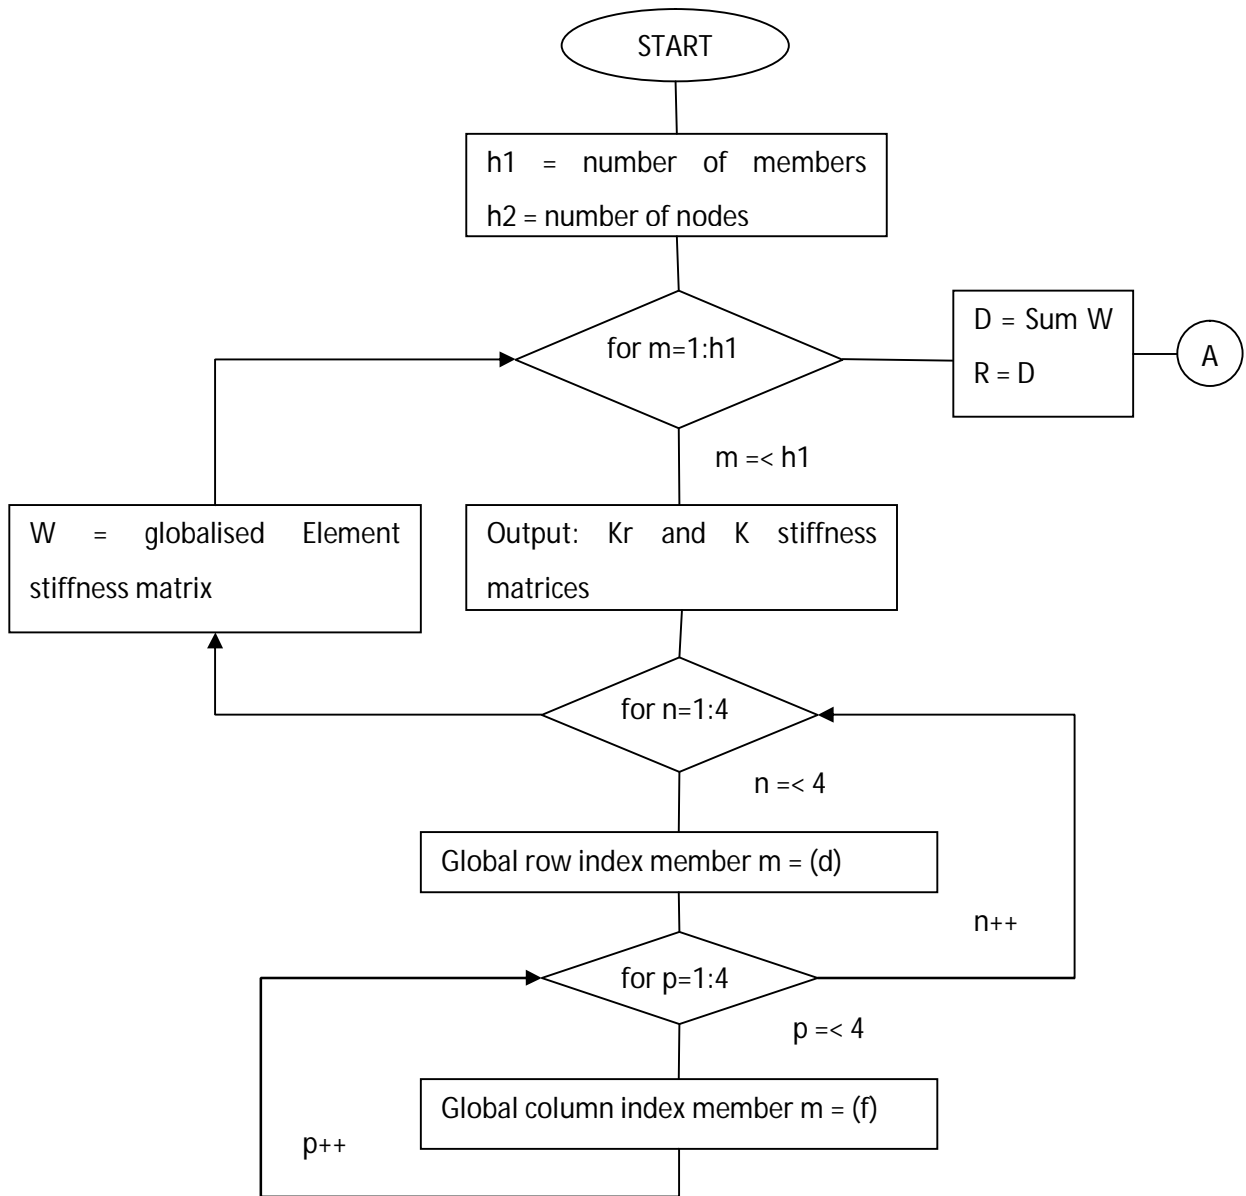 START
h1 = number of members
h2 = number of nodes
for m=1:h1
D = Sum W
R = D
A
m =< h1
W = globalised Element
stiffness matrix
Output: Kr and K stiffness
matrices
for n=1:4
n =< 4
Global row index member m = (d)
n++
for p=1:4
p =< 4
Global column index member m = (f)
p++